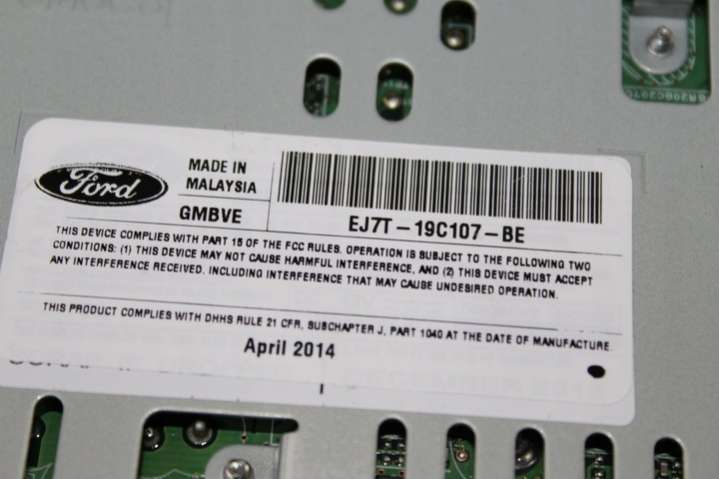 Ford
MADE IN
MALAYSIA
GMBVE
EJ7T-19C107-BE
THIS DEVICE COMPLIES WITH PART 15 OF THE FCC RULES. OPERATION IS SUBJECT TO THE FOLLOWING TWO
CONDITIONS: (1) THIS DEVICE MAY NOT CAUSE HARMFUL INTERFERENCE, AND (2) THIS DEVICE MUST ACCEPT
ANY INTERFERENCE RECEIVED, INCLUDING INTERFERENCE THAT MAY CAUSE UNDESIRED OPERATION.
THIS PRODUCT COMPLIES WITH DHHS RULE 21 CFR, SUBCHAPTER J, PART 1040 AT THE DATE OF MANUFACTURE.
April 2014